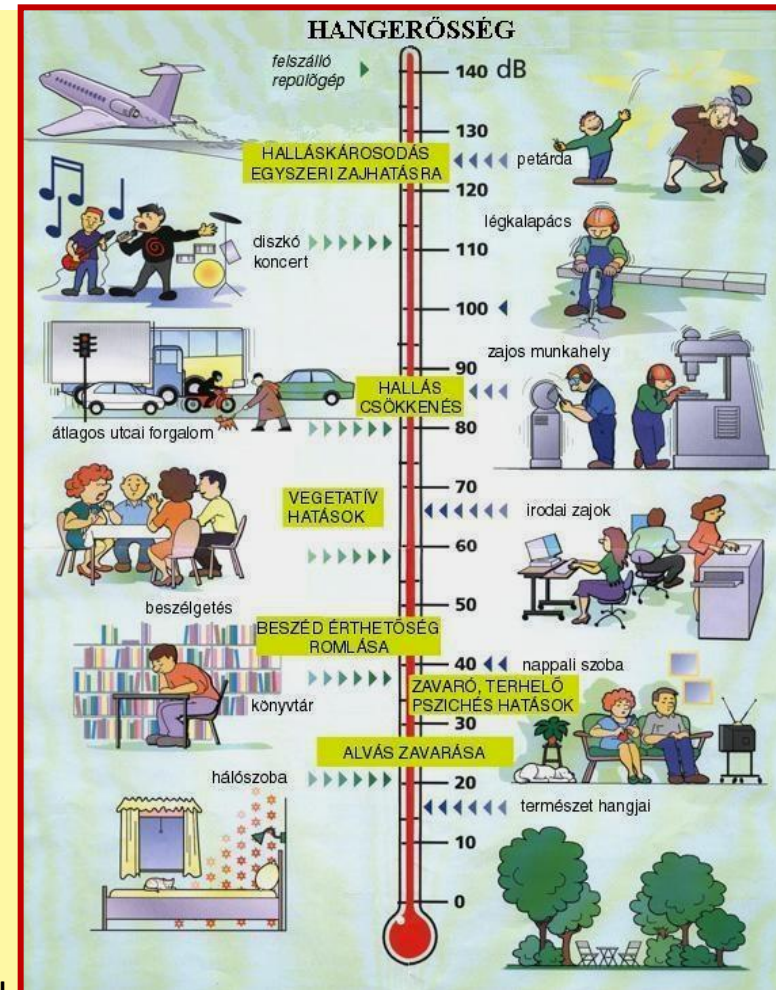 HANGERŐSSÉG
felszálló
repülőgép
140 dB
130
HALLÁSKÁROSODÁS
EGYSZERI ZAJHATÁSRA
petárda
120
légkalapács
diszkó
koncert
110
100
zajos munkahely
90
HALLÁS
CSÖKKENÉS
átlagos utcai forgalom
80
70
VEGETATÍV
HATÁSOK
irodai zajok
60
50
beszélgetés
BESZÉD ÉRTHETŐSÉG
ROMLÁSA
40
nappali szoba
könyvtár
ZAVARÓ, TERHELŐ
PSZICHÉS HATÁSOK
30
ALVÁS ZAVARÁSA
hálószoba
20
természet hangjai
10
0